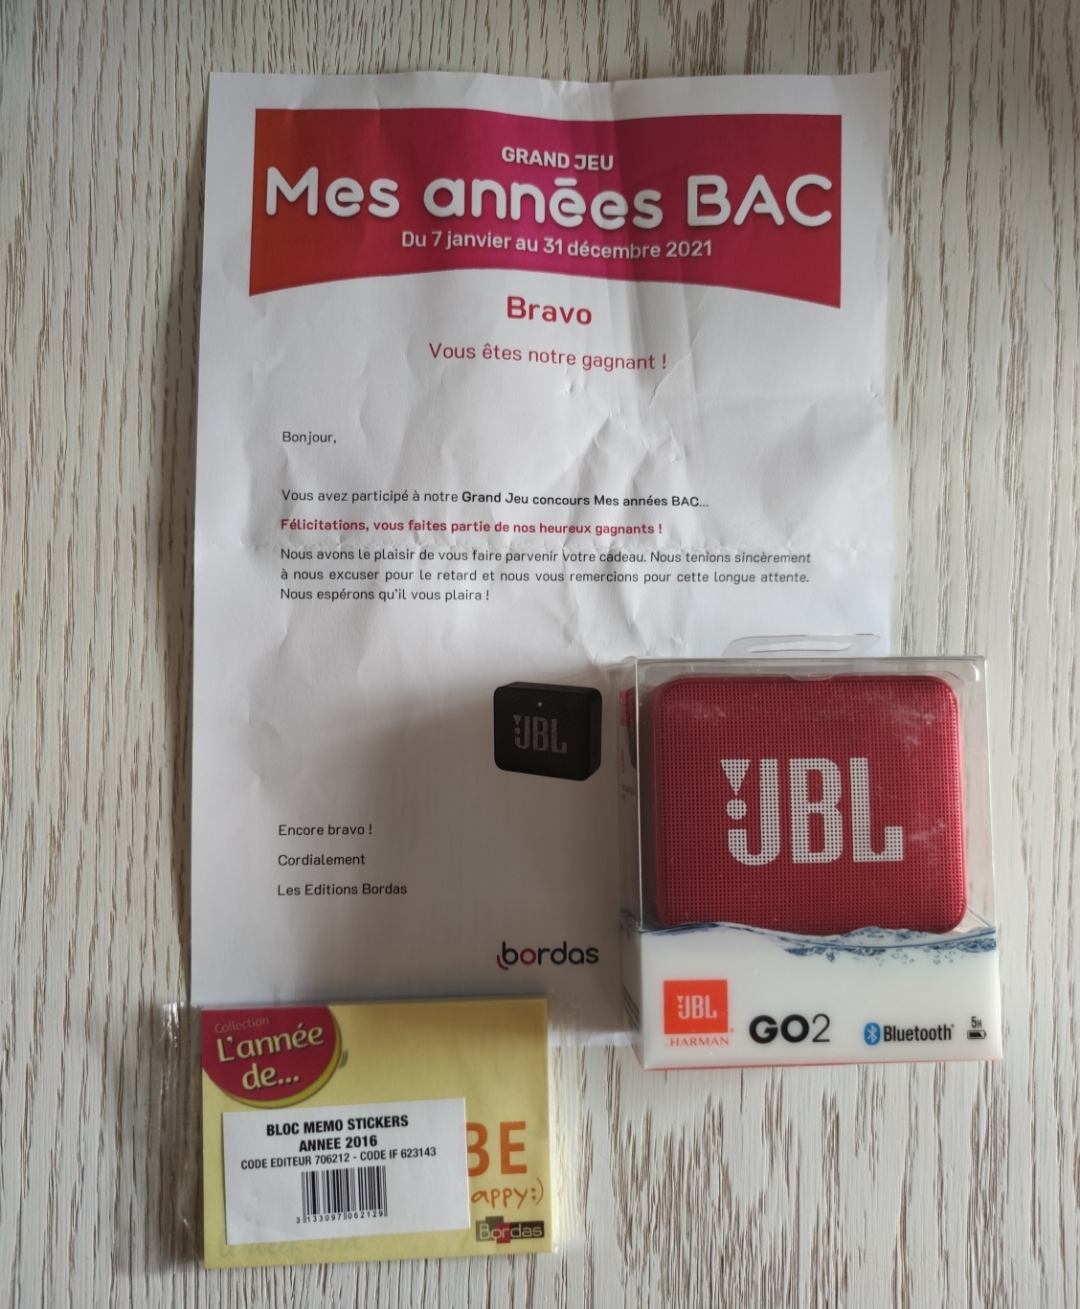 GRAND JEU
Mes années BAC
Du 7 janvier au 31 décembre 2021
Bravo
Vous êtes notre gagnant !
Bonjour,
Vous avez participé à notre Grand Jeu concours Mes années BAC...
Félicitations, vous faites partie de nos heureux gagnants !
Nous avons le plaisir de vous faire parvenir votre cadeau. Nous tenions sincèrement
à nous excuser pour le retard et nous vous remercions pour cette longue attente.
Nous espérons qu'il vous plaira !
JBL
JBL
Encore bravo !
Cordialement
Les Editions Bordas
bordas
JBL
HARMAN
GO2
Bluetooth®
5H
Collection
L'année
de...
BLOC MEMO STICKERS
ANNEE 2016
CODE EDITEUR 706212 - CODE IF 623143
3133097062129
BE
appy:)
Bordas